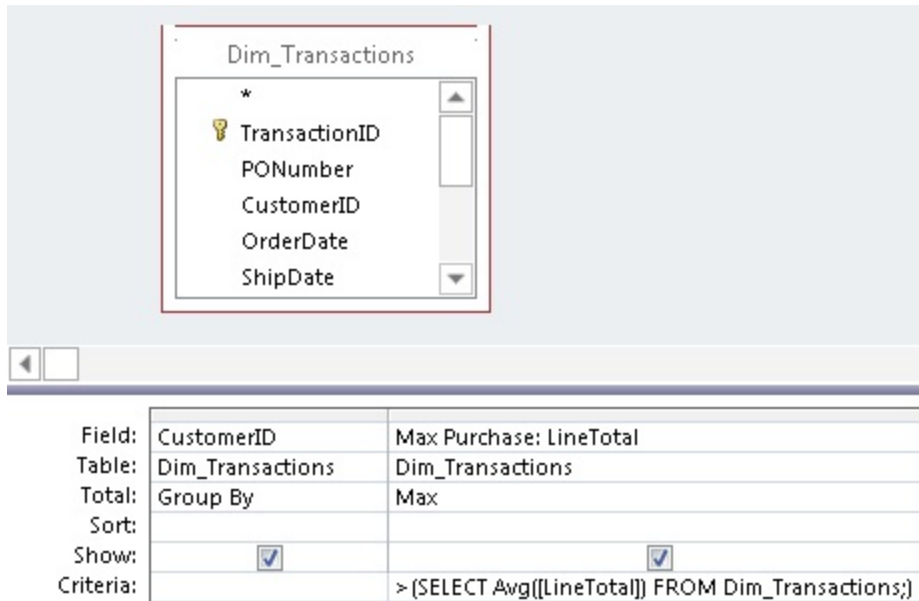 Dim_Transactions
*
TransactionID
PONumber
CustomerID
OrderDate
ShipDate
Field: CustomerID Max Purchase: LineTotal
Table: Dim_Transactions Dim_Transactions
Total: Group By Max
Sort:
Show:
Criteria: >(SELECT Avg([LineTotal]) FROM Dim_Transactions;)